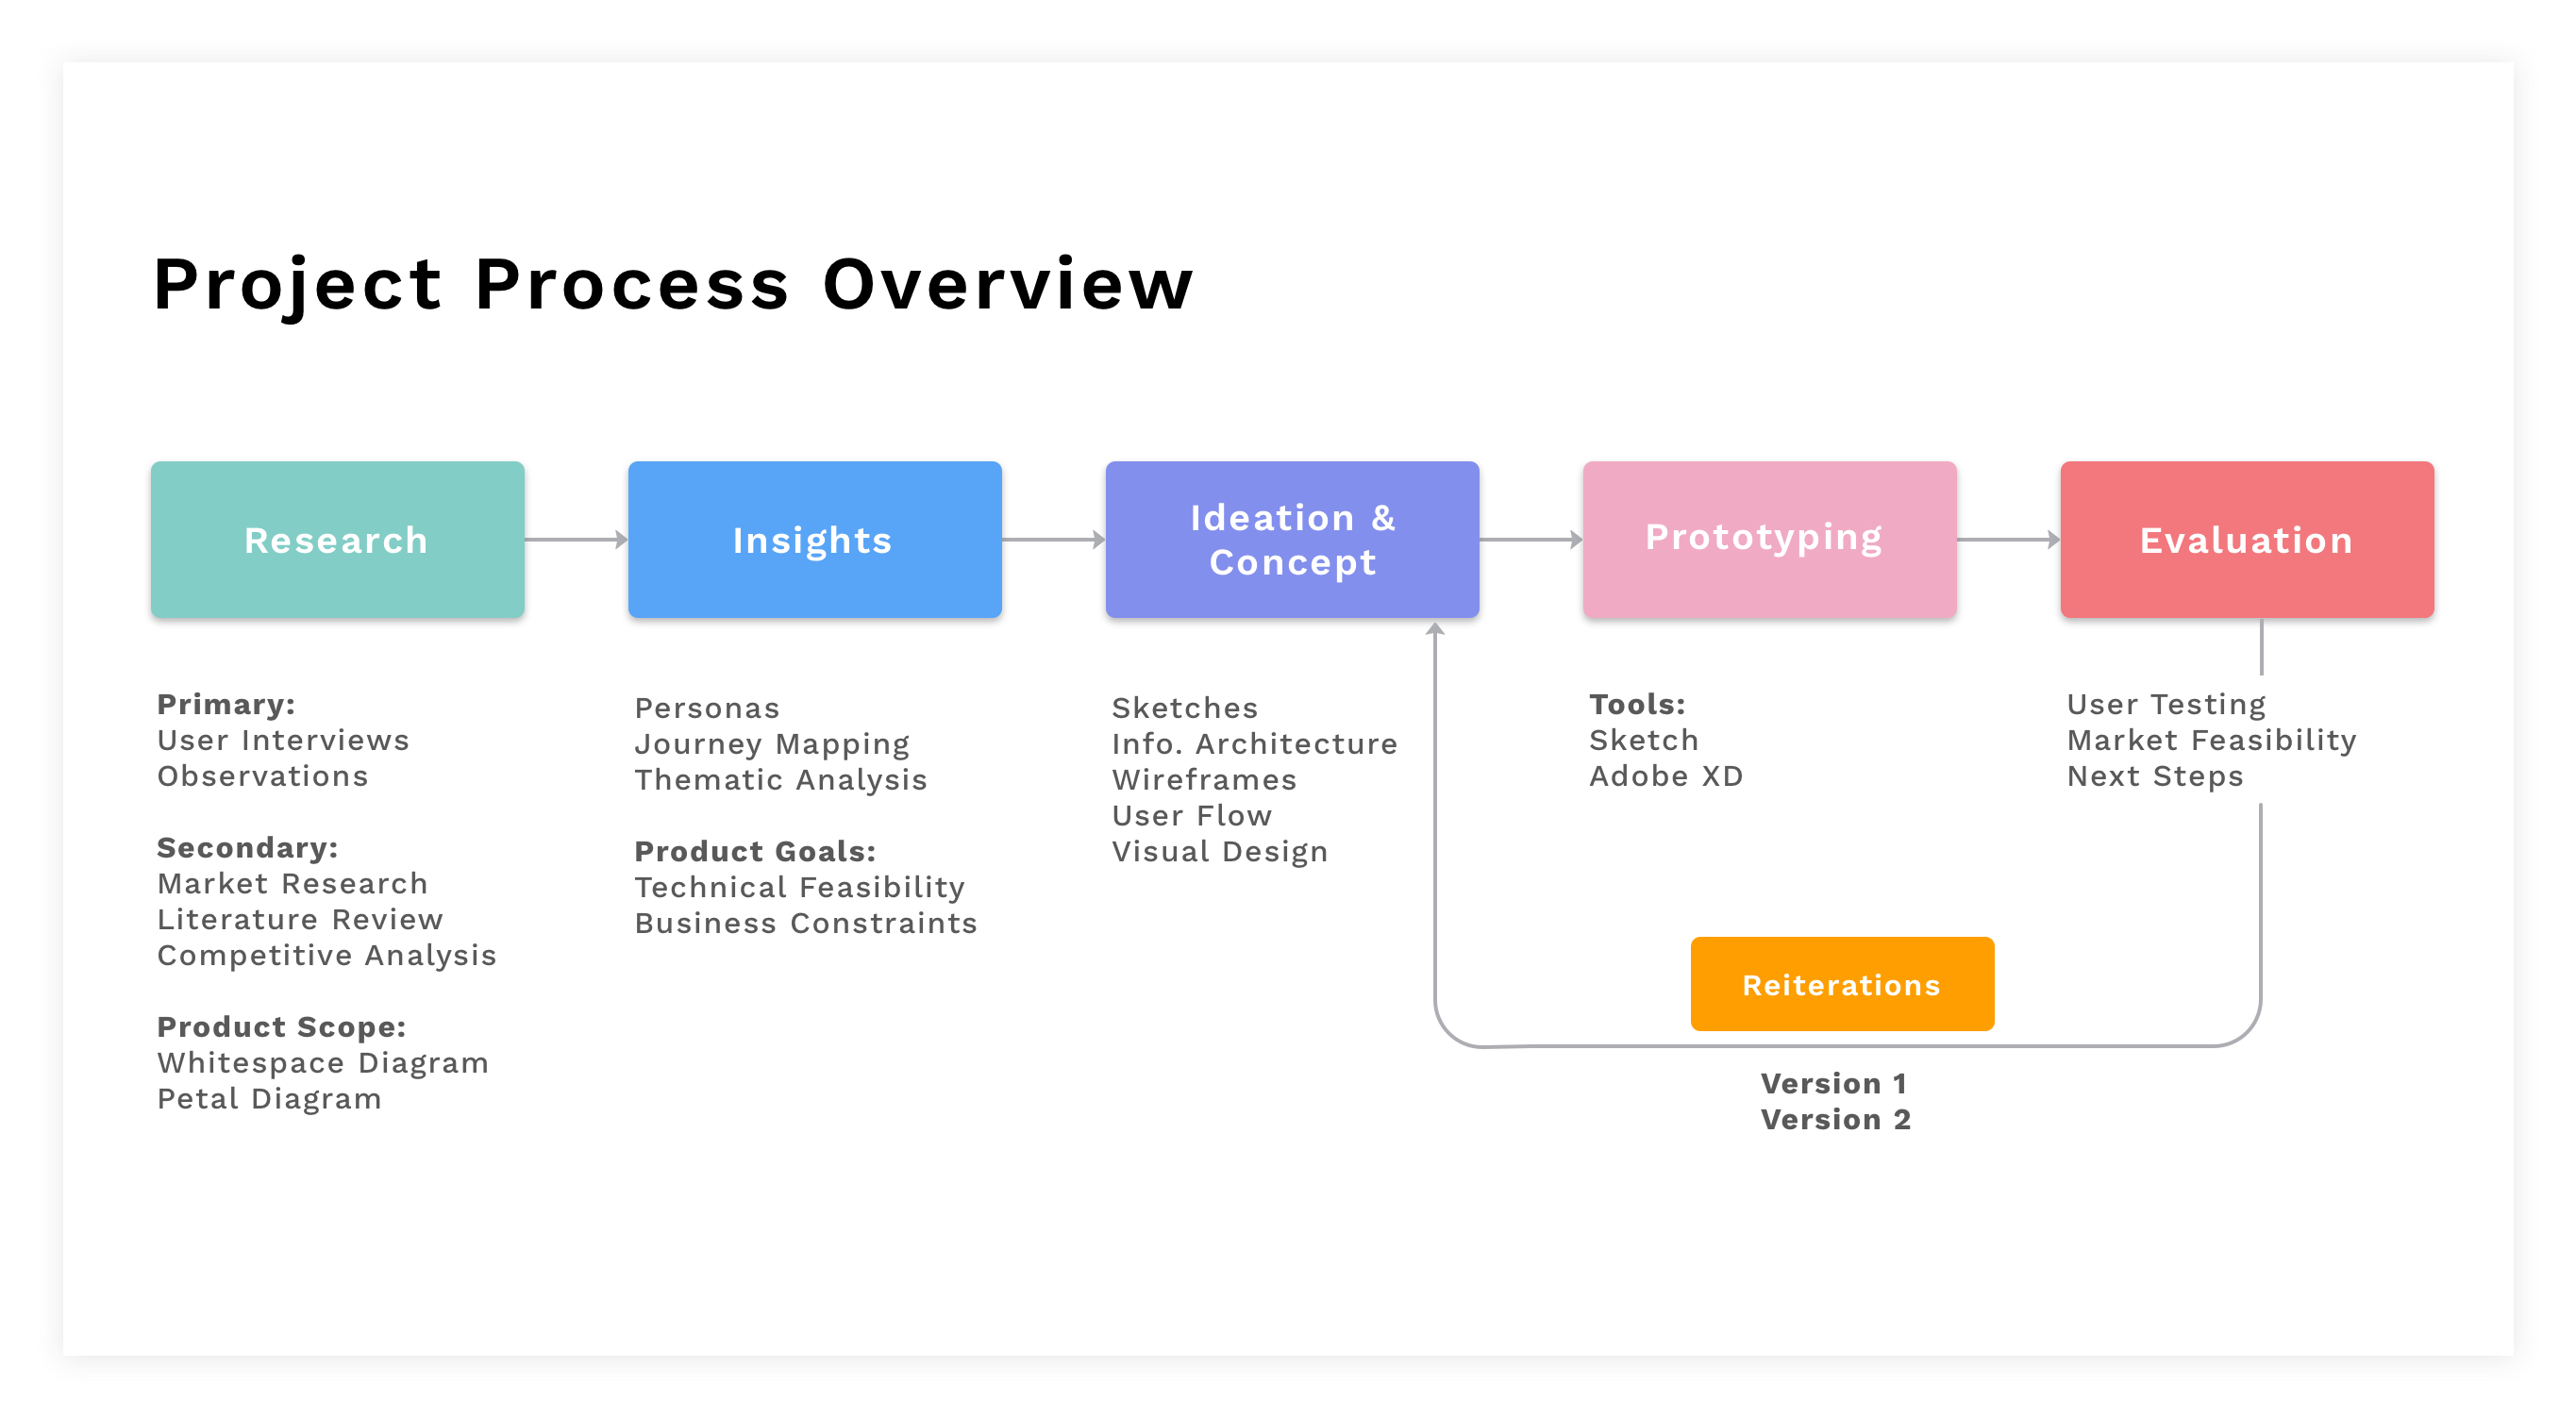 Project Process Overview
Research
Insights
Ideation &
Concept
Prototyping
Evaluation
Primary:
User Interviews
Observations
Secondary:
Market Research
Literature Review
Competitive Analysis
Product Scope:
Whitespace Diagram
Petal Diagram
Personas
Journey Mapping
Thematic Analysis
Product Goals:
Technical Feasibility
Business Constraints
Sketches
Info. Architecture
Wireframes
User Flow
Visual Design
Tools:
Sketch
Adobe XD
User Testing
Market Feasibility
Next Steps
Reiterations
Version 1
Version 2